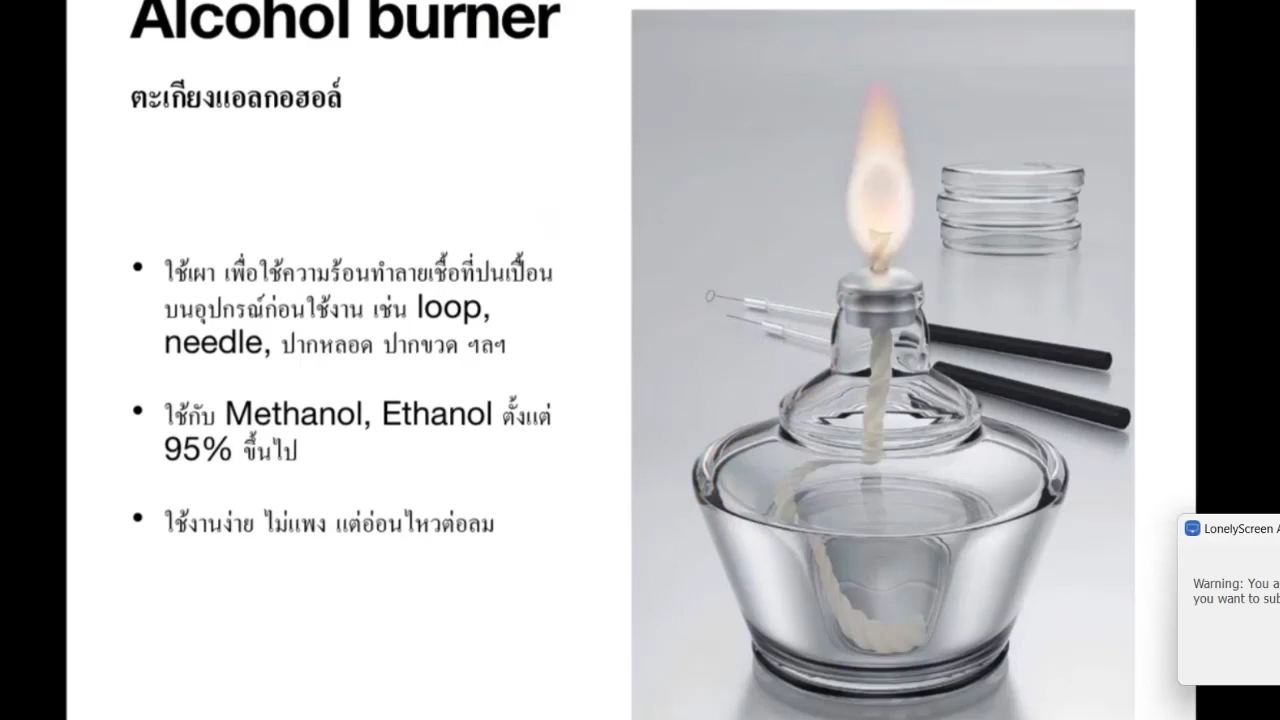 Alcohol burner
ตะเกียงแอลกอฮอล์
• ใช้เผา เพื่อใช้ความร้อนทำลายเชื้อที่ปนเปื้อน
บนอุปกรณ์ก่อนใช้งาน เช่น loop,
needle, ปากหลอด ปากขวด ฯลฯ
• ใช้กับ Methanol, Ethanol ตั้งแต่
95% ขึ้นไป
• ใช้งานง่าย ไม่แพง แต่อ่อนไหวต่อลม
LonelyScreen
Warning: You
you want to